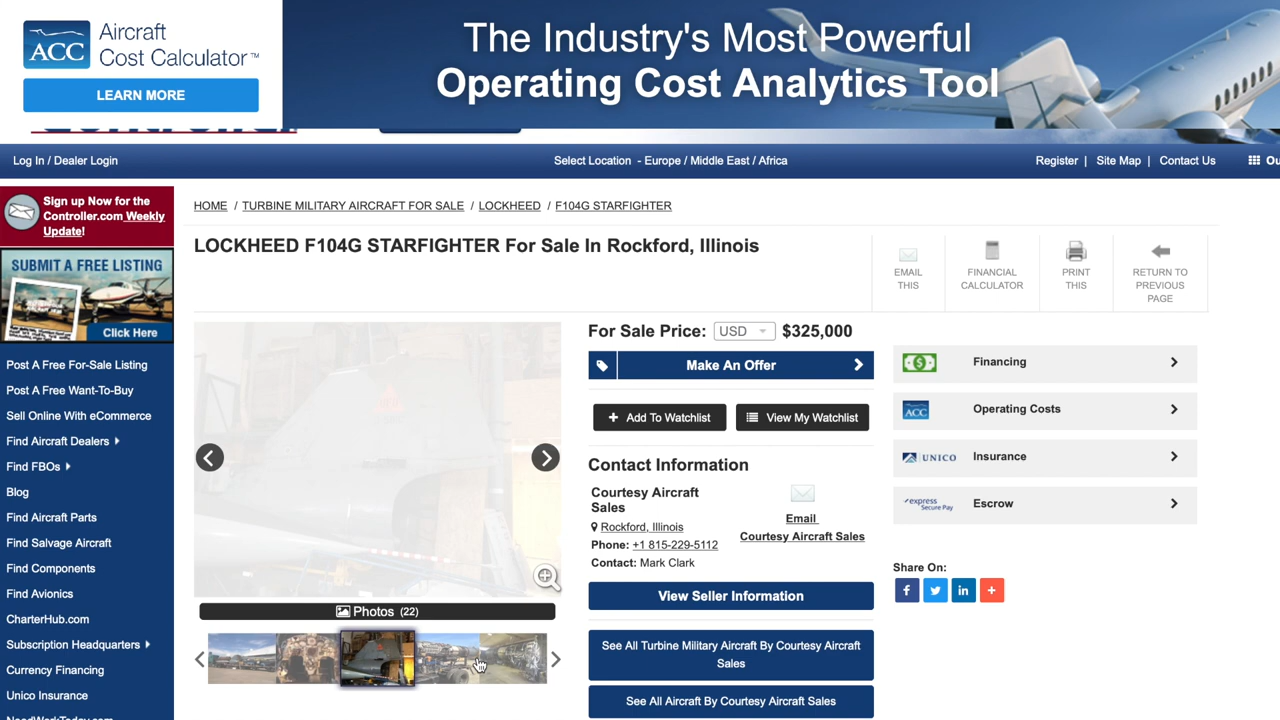 ACC
Aircraft
Cost Calculator™
LEARN MORE
The Industry's Most Powerful
Operating Cost Analytics Tool
Log In / Dealer Login
Select Location - Europe / Middle East / Africa
Register | Site Map | Contact Us
Sign up Now for the
Controller.com Weekly
Update!
SUBMIT A FREE LISTING
Click Here
Post A Free For-Sale Listing
Post A Free Want-To-Buy
Sell Online With eCommerce
Find Aircraft Dealers
Find FBOs
Blog
Find Aircraft Parts
Find Salvage Aircraft
Find Components
Find Avionics
CharterHub.com
Subscription Headquarters
Currency Financing
Unico Insurance
NeedWorkToday.com
HOME / TURBINE MILITARY AIRCRAFT FOR SALE / LOCKHEED / F104G STARFIGHTER
LOCKHEED F104G STARFIGHTER For Sale In Rockford, Illinois
EMAIL
THIS
FINANCIAL
CALCULATOR
PRINT
THIS
RETURN TO
PREVIOUS
PAGE
Photos (22)
For Sale Price: USD $325,000
Make An Offer
+ Add To Watchlist
View My Watchlist
Contact Information
Courtesy Aircraft
Sales
Rockford, Illinois
Phone: +1 815-229-5112
Contact: Mark Clark
Email
Courtesy Aircraft Sales
View Seller Information
See All Turbine Military Aircraft By Courtesy Aircraft
Sales
See All Aircraft By Courtesy Aircraft Sales
Financing
ACC
Operating Costs
UNICO
Insurance
express
Secure Pay
Escrow
Share On: